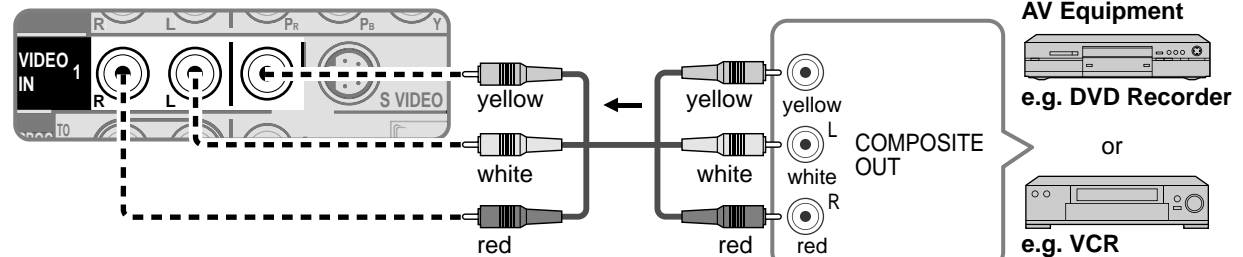 AV Equipment
R L PR PB Y
VIDEO IN 1
R L S VIDEO
TO
yellow yellow yellow
e.g. DVD Recorder
L
COMPOSITE OUT
or
white white white
R
red red red
e.g. VCR